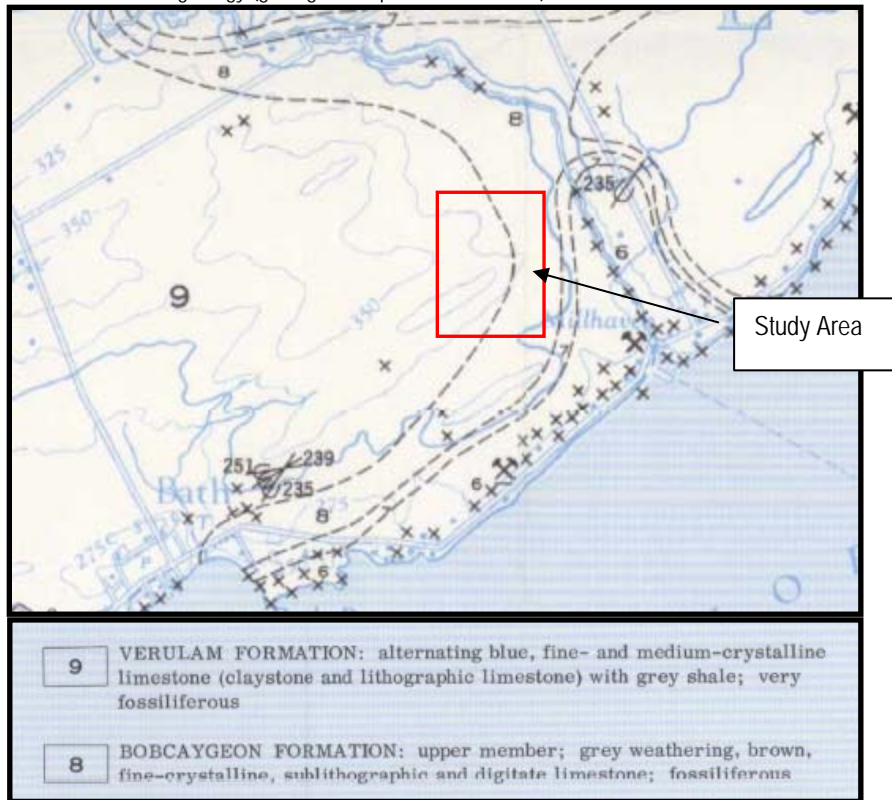 8
325
8
235
350
6
9
350
Study Area
7
251
239
235
6
Bath
275
8
275
6
O
9
VERULAM FORMATION: alternating blue, fine- and medium-crystalline
limestone (claystone and lithographic limestone) with grey shale; very
fossiliferous
8
BOBCAYGEON FORMATION: upper member; grey weathering, brown,
fine-crystalline, sublithographic and digitate limestone; fossiliferous